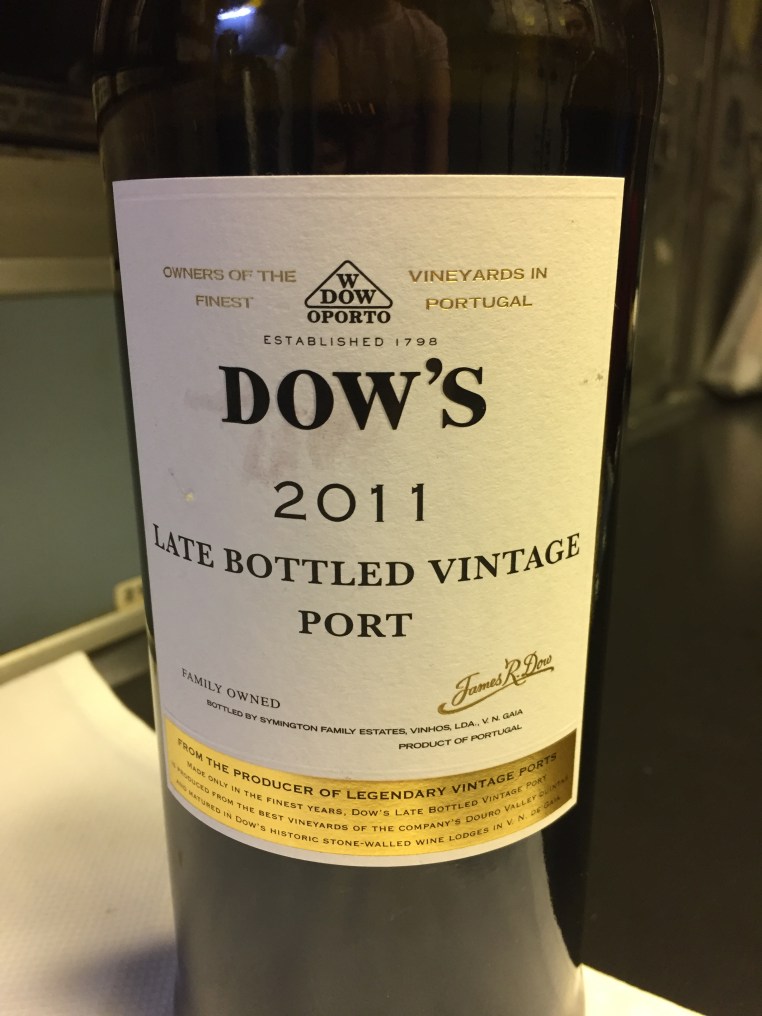 OWNERS OF THE FINEST
W
DOW
OPORTO
VINEYARDS IN PORTUGAL
ESTABLISHED 1798
DOW'S
2011
LATE BOTTLED VINTAGE
PORT
FAMILY OWNED
James R. Dow
BOTTLED BY SYMINGTON FAMILY ESTATES, VINHOS, LDA., V. N. GAIA
PRODUCT OF PORTUGAL
FROM THE PRODUCER OF LEGENDARY VINTAGE PORTS
MADE ONLY IN THE FINEST YEARS, DOW'S LATE BOTTLED VINTAGE PORT
IS PRODUCED FROM THE BEST VINEYARDS OF THE COMPANY'S DOURO VALLEY QUINTAS
AND MATURED IN DOW'S HISTORIC STONE-WALLED WINE LODGES IN V. N. DE GAIA